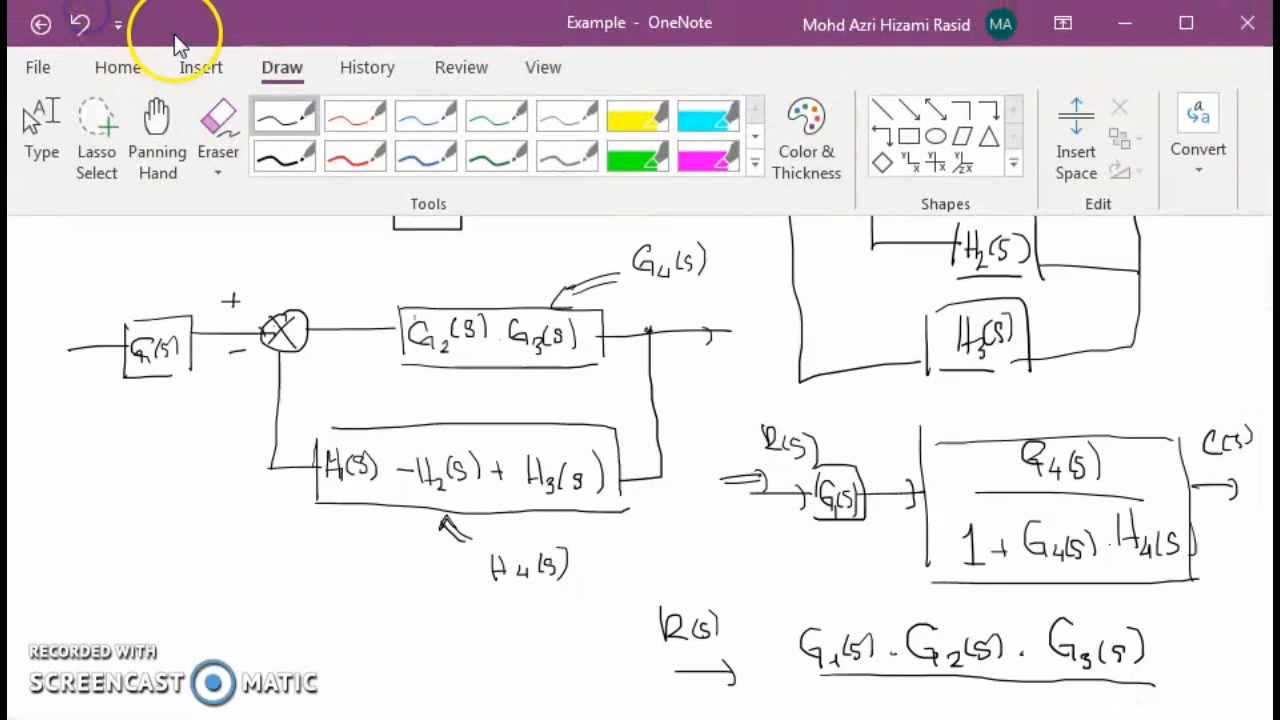 Example - OneNote
Mohd Azri Hizami Rasid
MA
File Home Insert Draw History Review View
Type
Lasso Select
Panning Hand
Eraser
Color & Thickness
Insert Space
Convert
Tools
Shapes
Edit
G₄(s)
H₂(s)
+
G₁(s)
-
G₂(s) . G₃(s)
H₃(s)
H₁(s) - H₂(s) + H₃(s)
H₄(s)
R(s)
G₁(s)
G₄(s)
1 + G₄(s) . H₄(s)
C(s)
R(s)
G₁(s) . G₂(s) . G₃(s)
RECORDED WITH
SCREENCAST MATIC